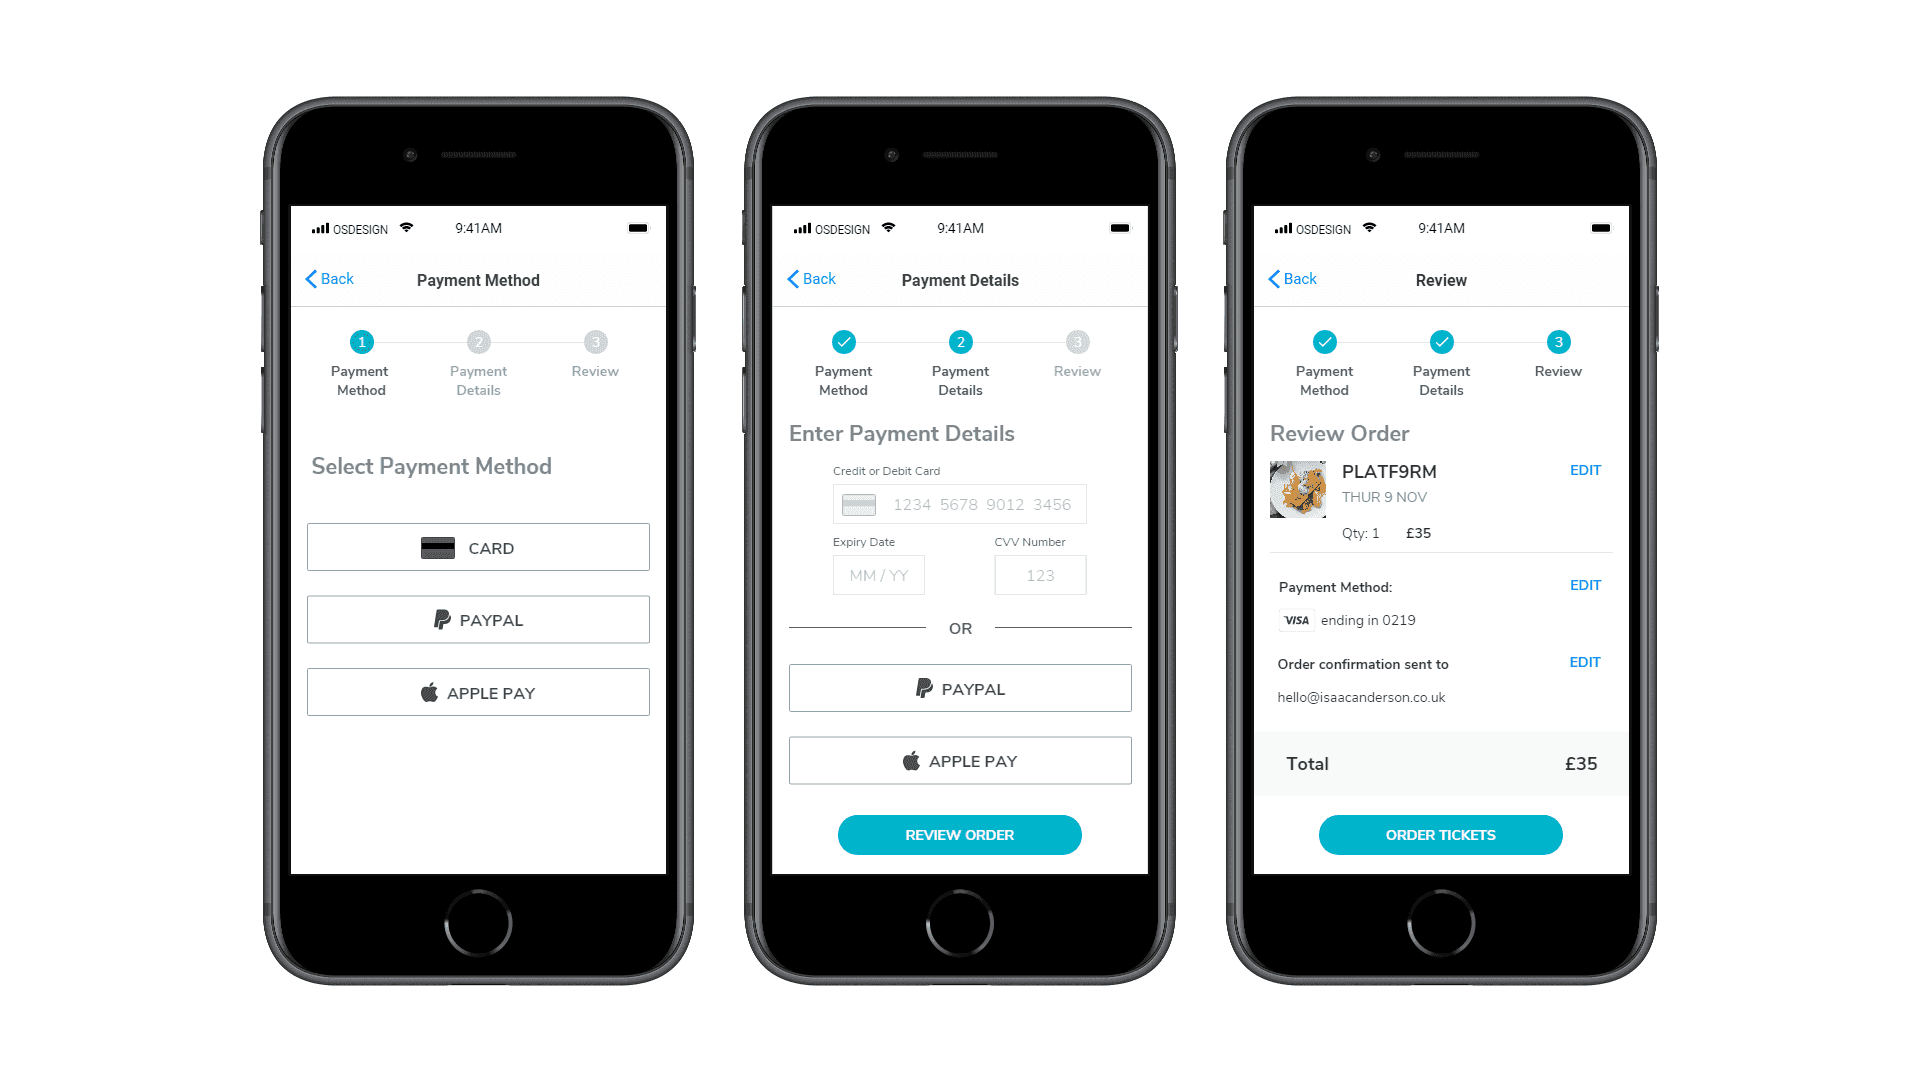 OSDESIGN 9:41AM
Back Payment Method
1 2 3
Payment Method Payment Details Review
Select Payment Method
CARD
PAYPAL
APPLE PAY
OSDESIGN 9:41AM
Back Payment Details
2 3
Payment Method Payment Details Review
Enter Payment Details
Credit or Debit Card
1234 5678 9012 3456
Expiry Date CVV Number
MM / YY 123
OR
PAYPAL
APPLE PAY
REVIEW ORDER
OSDESIGN 9:41AM
Back Review
3
Payment Method Payment Details Review
Review Order
PLATF9RM EDIT
THUR 9 NOV
Qty: 1 £35
Payment Method: EDIT
VISA ending in 0219
Order confirmation sent to EDIT
hello@isaacanderson.co.uk
Total £35
ORDER TICKETS